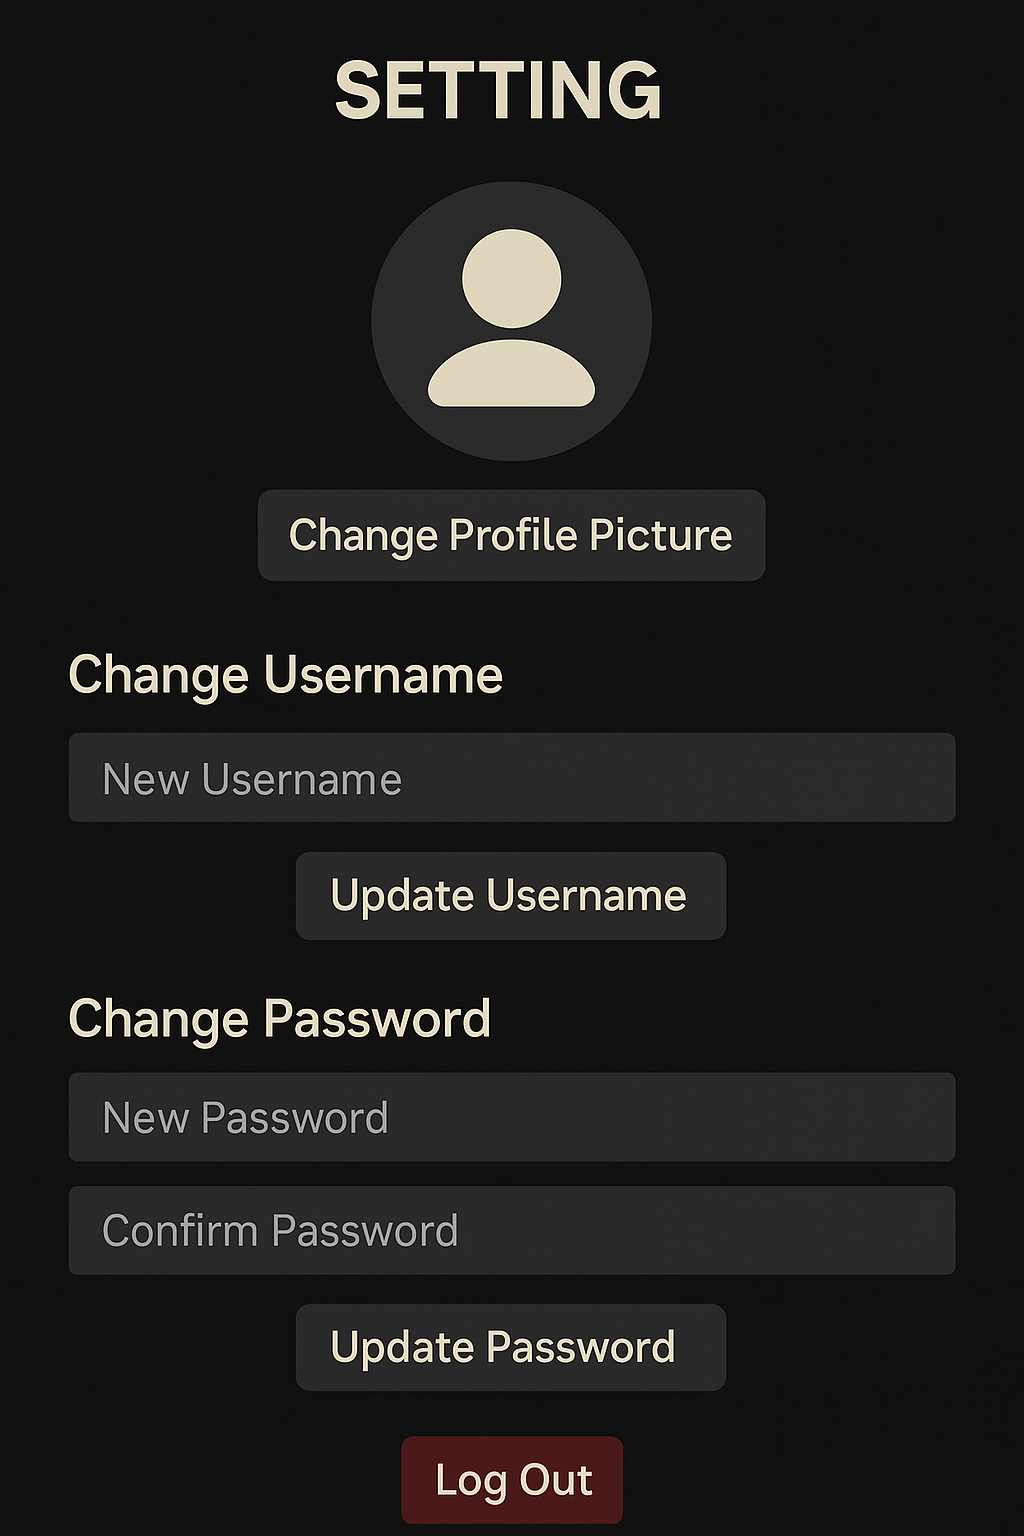 SETTING
Change Profile Picture
Change Username
New Username
Update Username
Change Password
New Password
Confirm Password
Update Password
Log Out